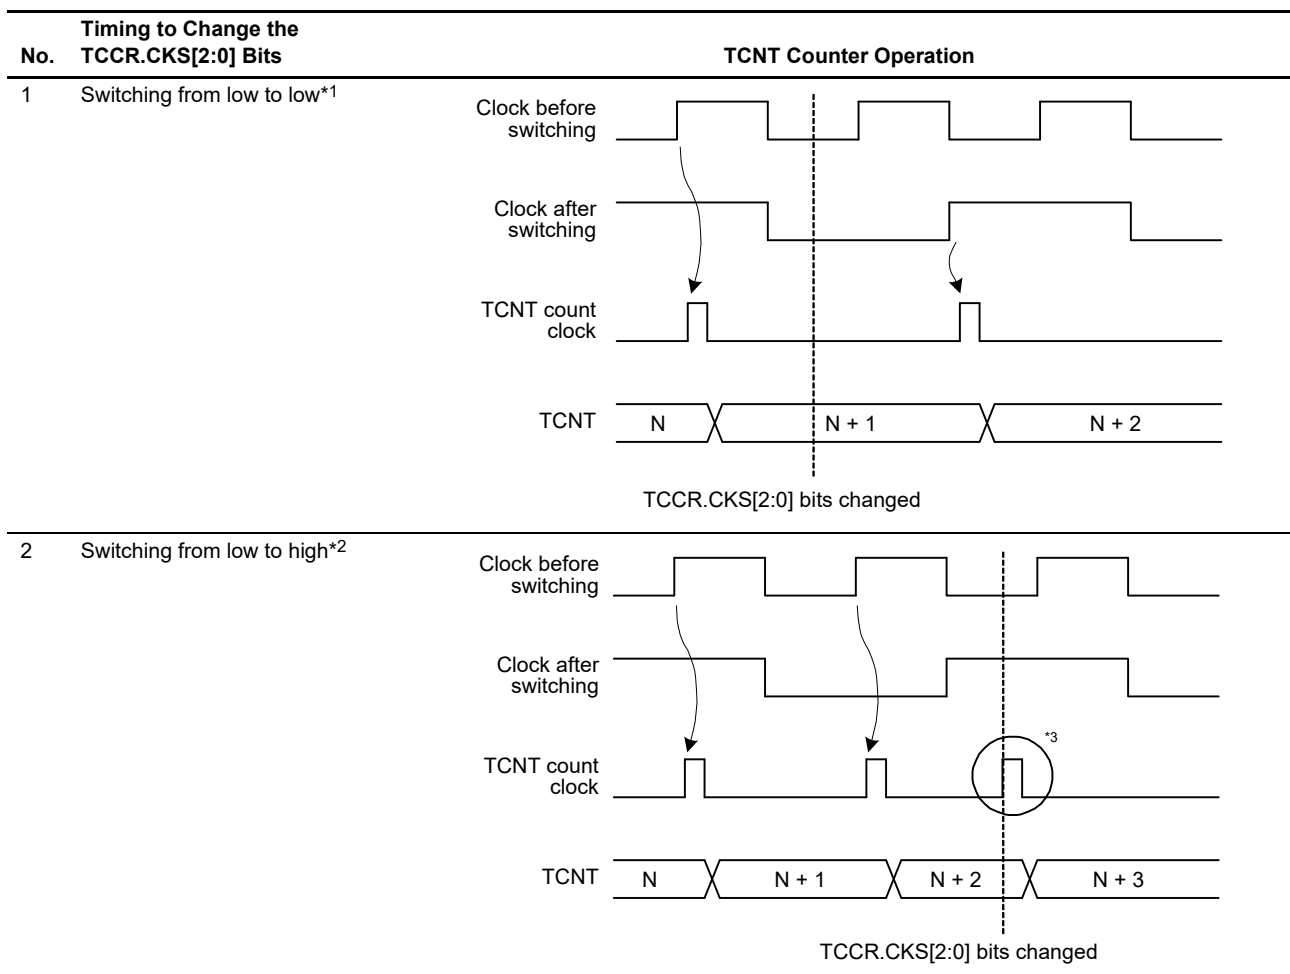 Timing to Change the
No. TCCR.CKS[2:0] Bits TCNT Counter Operation
1 Switching from low to low*1
Clock before
switching
Clock after
switching
TCNT count
clock
TCNT N N + 1 N + 2
TCCR.CKS[2:0] bits changed
2 Switching from low to high*2
Clock before
switching
Clock after
switching
*3
TCNT count
clock
TCNT N N + 1 N + 2 N + 3
TCCR.CKS[2:0] bits changed